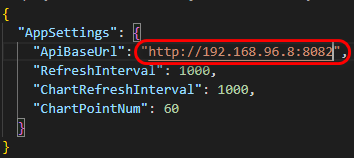 {
"AppSettings": {
"ApiBaseUrl": "http://192.168.96.8:8082",
"RefreshInterval": 1000,
"ChartRefreshInterval": 1000,
"ChartPointNum": 60
}
}